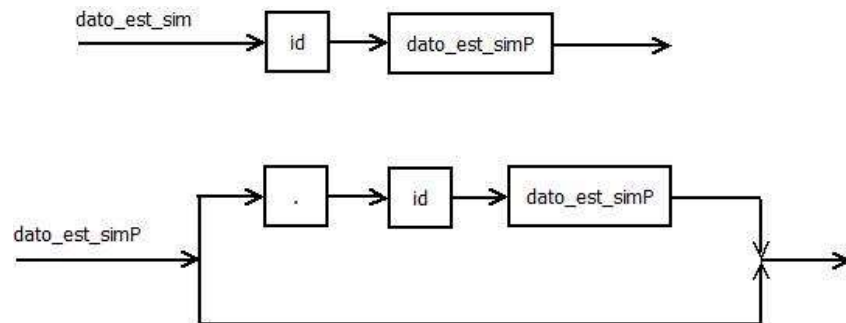 dato_est_sim
id
dato_est_simP
.
id
dato_est_simP
dato_est_simP